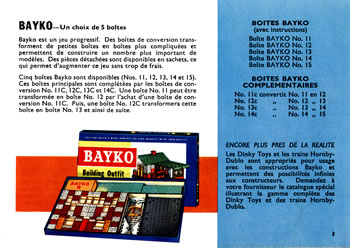 BAYKO—Un choix de 5 boîtes
Bayko est un jeu progressif. Des boîtes de conversion trans-
forment de petites boîtes en boîtes plus compliquées et
permettent de construire un nombre plus important de
modèles. Des pièces détachées sont disponibles en sachets, ce
qui permet d'augmenter ce jeu sans trop de frais.
Cinq boîtes Bayko sont disponibles (Nos. 11, 12, 13, 14 et 15).
Ces boîtes principales sont complétées par les boîtes de con-
version No. 11C, 12C, 13C et 14C. Une boîte No. 11 peut être
transformée en boîte No. 12 par l'achat d'une boîte de con-
version No. 11C. Puis, une boîte No. 12C transformera cette
boîte en boîte No. 13 et ainsi de suite.
BAYKO
Building Outfit
BOITES BAYKO
(avec instructions)
Boîte BAYKO No. 11
Boîte BAYKO No. 12
Boîte BAYKO No. 13
Boîte BAYKO No. 14
Boîte BAYKO No. 15
BOITES BAYKO
COMPLEMENTAIRES
No. 11c convertit No. 11 en 12
No. 12c „ No. 12 „ 13
No. 13c „ No. 13 „ 14
No. 14c „ No. 14 „ 15
ENCORE PLUS PRES DE LA REALITE
Les Dinky Toys et les trains Hornby-
Dublo sont appropriés pour usage
avec les constructions Bayko et
permettent des possibilités infinies
aux constructeurs. Demandez à
votre fournisseur le catalogue spécial
illustrant la gamme complète des
Dinky Toys et des trains Hornby-
Dublo.
3